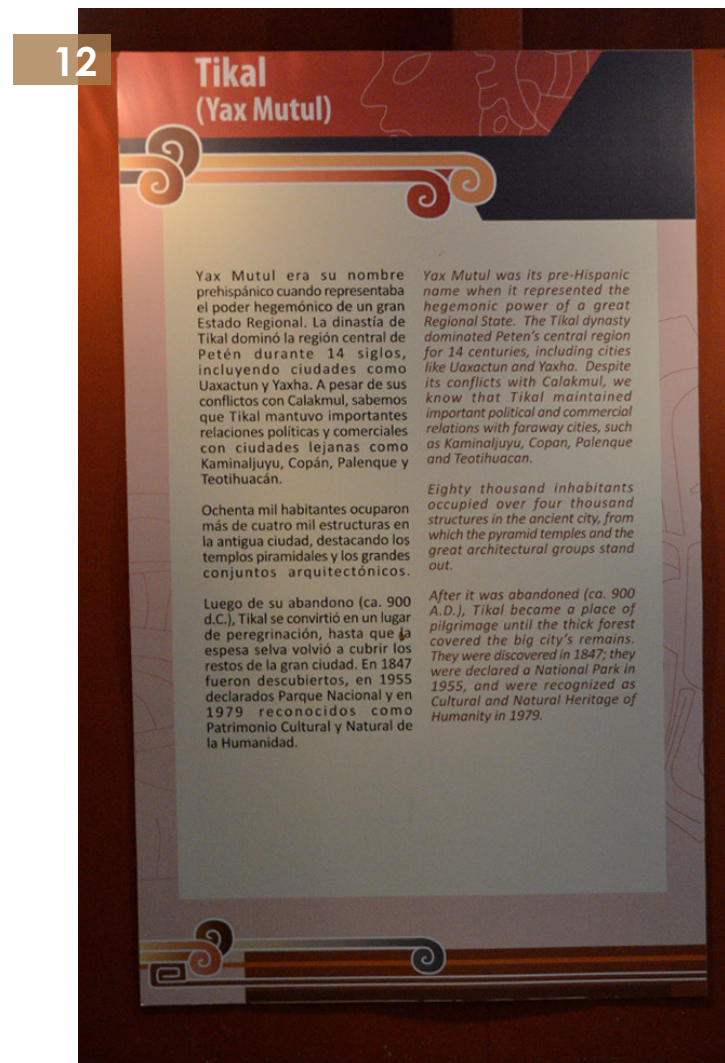 12
Tikal
(Yax Mutul)
Yax Mutul era su nombre
prehispánico cuando representaba
el poder hegemónico de un gran
Estado Regional. La dinastía de
Tikal dominó la región central de
Petén durante 14 siglos,
incluyendo ciudades como
Uaxactun y Yaxha. A pesar de sus
conflictos con Calakmul, sabemos
que Tikal mantuvo importantes
relaciones políticas y comerciales
con ciudades lejanas como
Kaminaljuyu, Copán, Palenque y
Teotihuacán.
Ochenta mil habitantes ocuparon
más de cuatro mil estructuras en
la antigua ciudad, destacando los
templos piramidales y los grandes
conjuntos arquitectónicos.
Luego de su abandono (ca. 900
d.C.), Tikal se convirtió en un lugar
de peregrinación, hasta que la
espesa selva volvió a cubrir los
restos de la gran ciudad. En 1847
fueron descubiertos, en 1955
declarados Parque Nacional y en
1979 reconocidos como
Patrimonio Cultural y Natural de
la Humanidad.
Yax Mutul was its pre-Hispanic
name when it represented the
hegemonic power of a great
Regional State. The Tikal dynasty
dominated Peten's central region
for 14 centuries, including cities
like Uaxactun and Yaxha. Despite
its conflicts with Calakmul, we
know that Tikal maintained
important political and commercial
relations with faraway cities, such
as Kaminaljuyu, Copan, Palenque
and Teotihuacan.
Eighty thousand inhabitants
occupied over four thousand
structures in the ancient city, from
which the pyramid temples and the
great architectural groups stand
out.
After it was abandoned (ca. 900
A.D.), Tikal became a place of
pilgrimage until the thick forest
covered the big city's remains.
They were discovered in 1847; they
were declared a National Park in
1955, and were recognized as
Cultural and Natural Heritage of
Humanity in 1979.